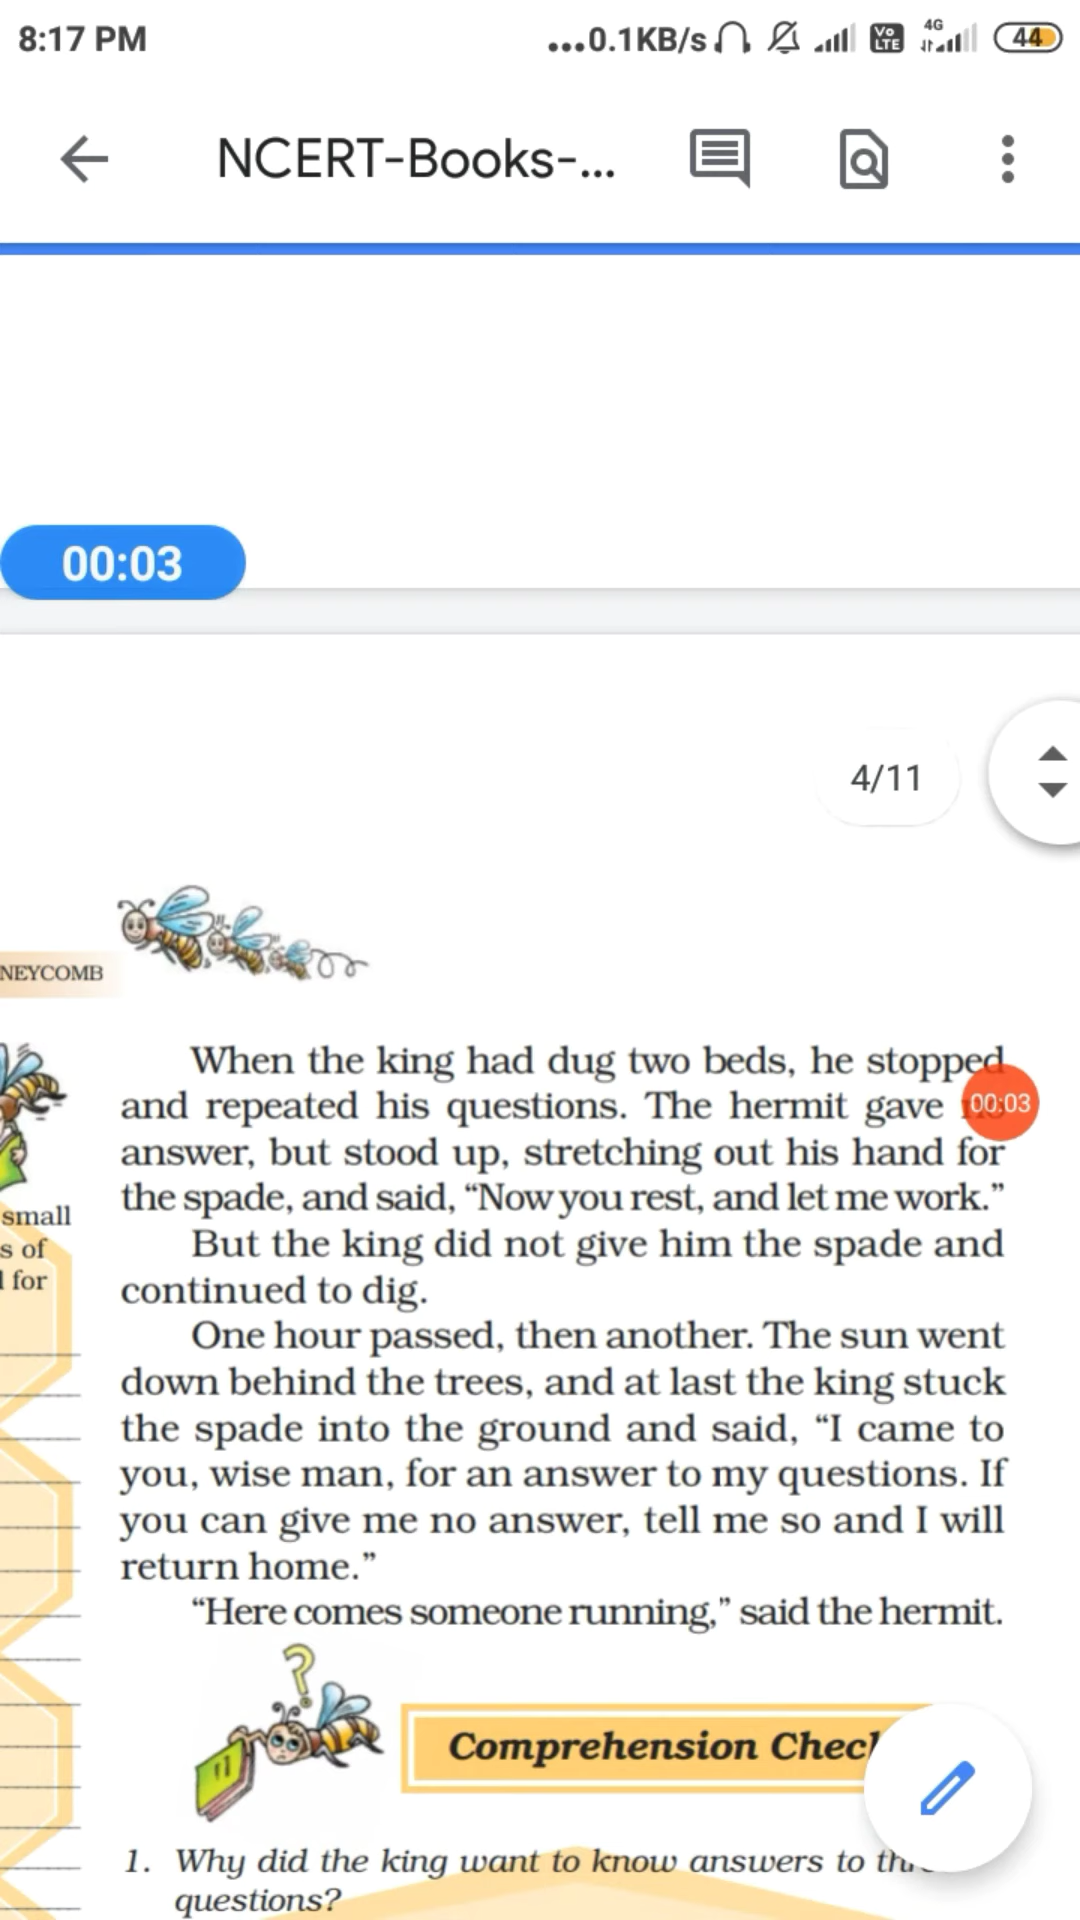 8:17 PM
...0.1KB/s
Vo
LTE
4G
44
NCERT-Books-...
00:03
4/11
NEYCOMB
When the king had dug two beds, he stopped
and repeated his questions. The hermit gave
00:03
answer, but stood up, stretching out his hand for
the spade, and said, “Now you rest, and let me work.”
small
s of
for
But the king did not give him the spade and
continued to dig.
One hour passed, then another. The sun went
down behind the trees, and at last the king stuck
the spade into the ground and said, “I came to
you, wise man, for an answer to my questions. If
you can give me no answer, tell me so and I will
return home.”
“Here comes someone running,” said the hermit.
?
Comprehension Chec
1. Why did the king want to know answers to
questions?